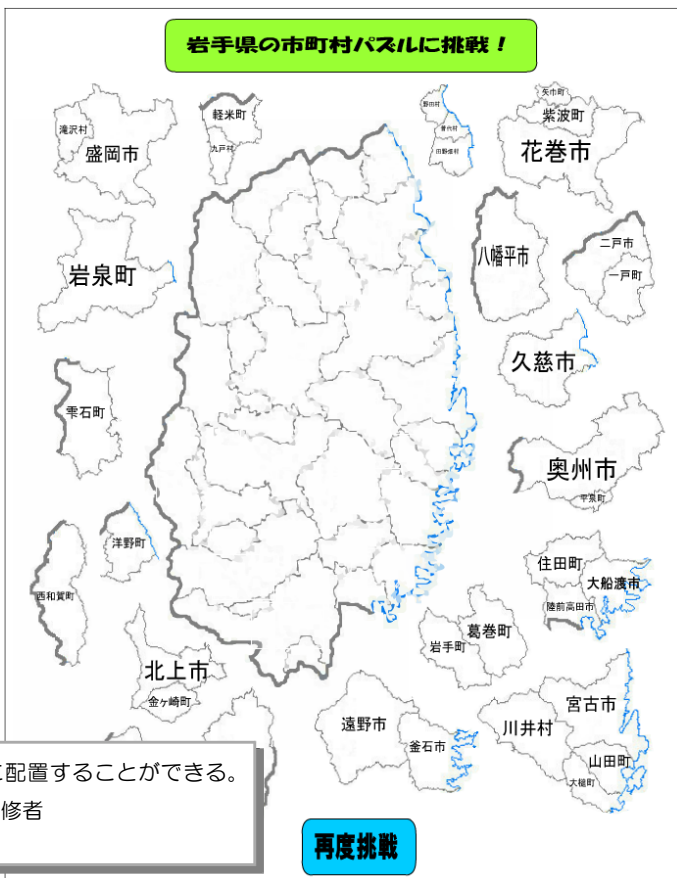 岩手県の市町村パズルに挑戦！
滝沢村
盛岡市
軽米町
九戸村
野田村
普代村
田野畑村
矢巾町
紫波町
花巻市
岩泉町
八幡平市
二戸市
一戸町
久慈市
雫石町
奥州市
平泉町
洋野町
西和賀町
住田町
大船渡市
陸前高田市
葛巻町
岩手町
北上市
金ヶ崎町
遠野市
釜石市
川井村
宮古市
山田町
大槌町
に配置することができる。
修者
再度挑戦